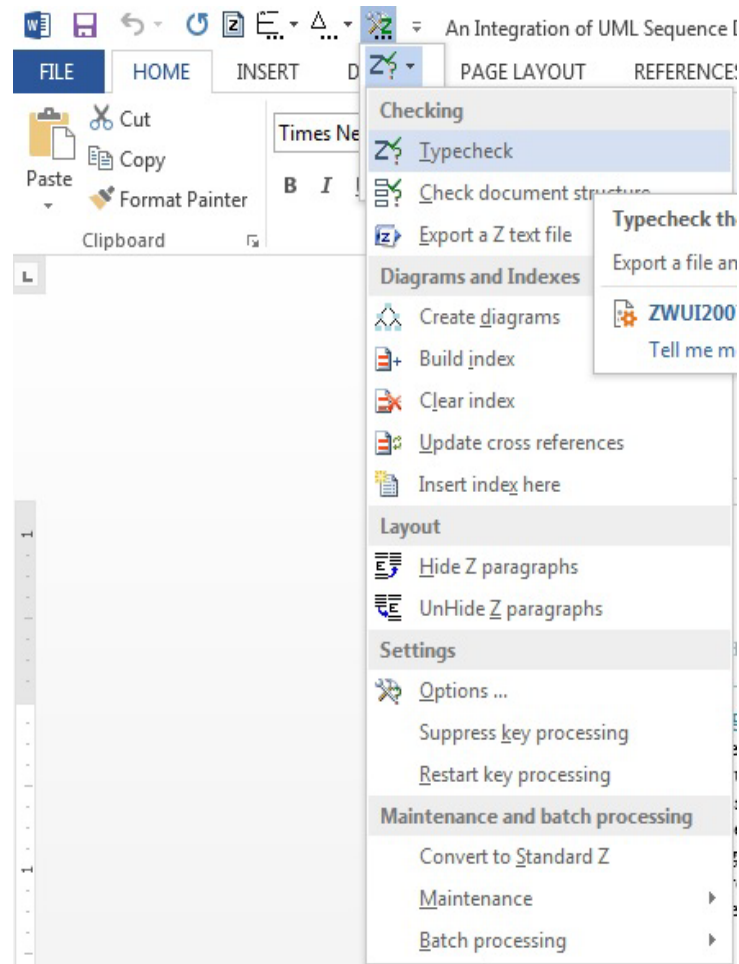 An Integration of UML Sequence D
FILE HOME INSERT D PAGE LAYOUT REFERENCES
Cut
Copy
Format Painter
Paste
Clipboard
Times Ne
B I
Checking
Typecheck
Check document structure
Export a Z text file
Diagrams and Indexes
Create diagrams
Build index
Clear index
Update cross references
Insert index here
Layout
Hide Z paragraphs
UnHide Z paragraphs
Settings
Options ...
Suppress key processing
Restart key processing
Maintenance and batch processing
Convert to Standard Z
Maintenance
Batch processing
Typecheck th
Export a file an
ZWUI200
Tell me m
1
1